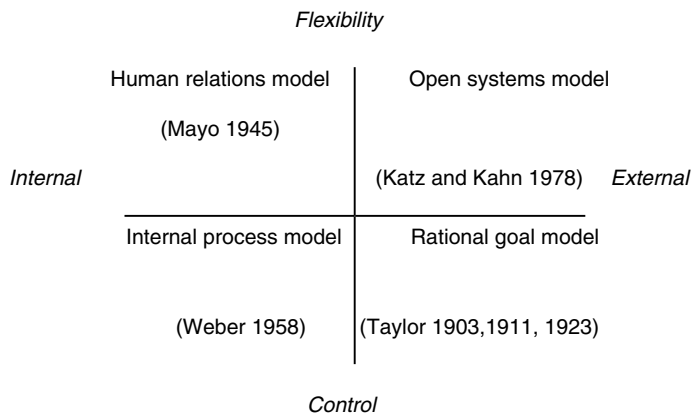 Flexibility
Human relations model
Open systems model
(Mayo 1945)
Internal
(Katz and Kahn 1978)
External
Internal process model
Rational goal model
(Weber 1958)
(Taylor 1903,1911, 1923)
Control